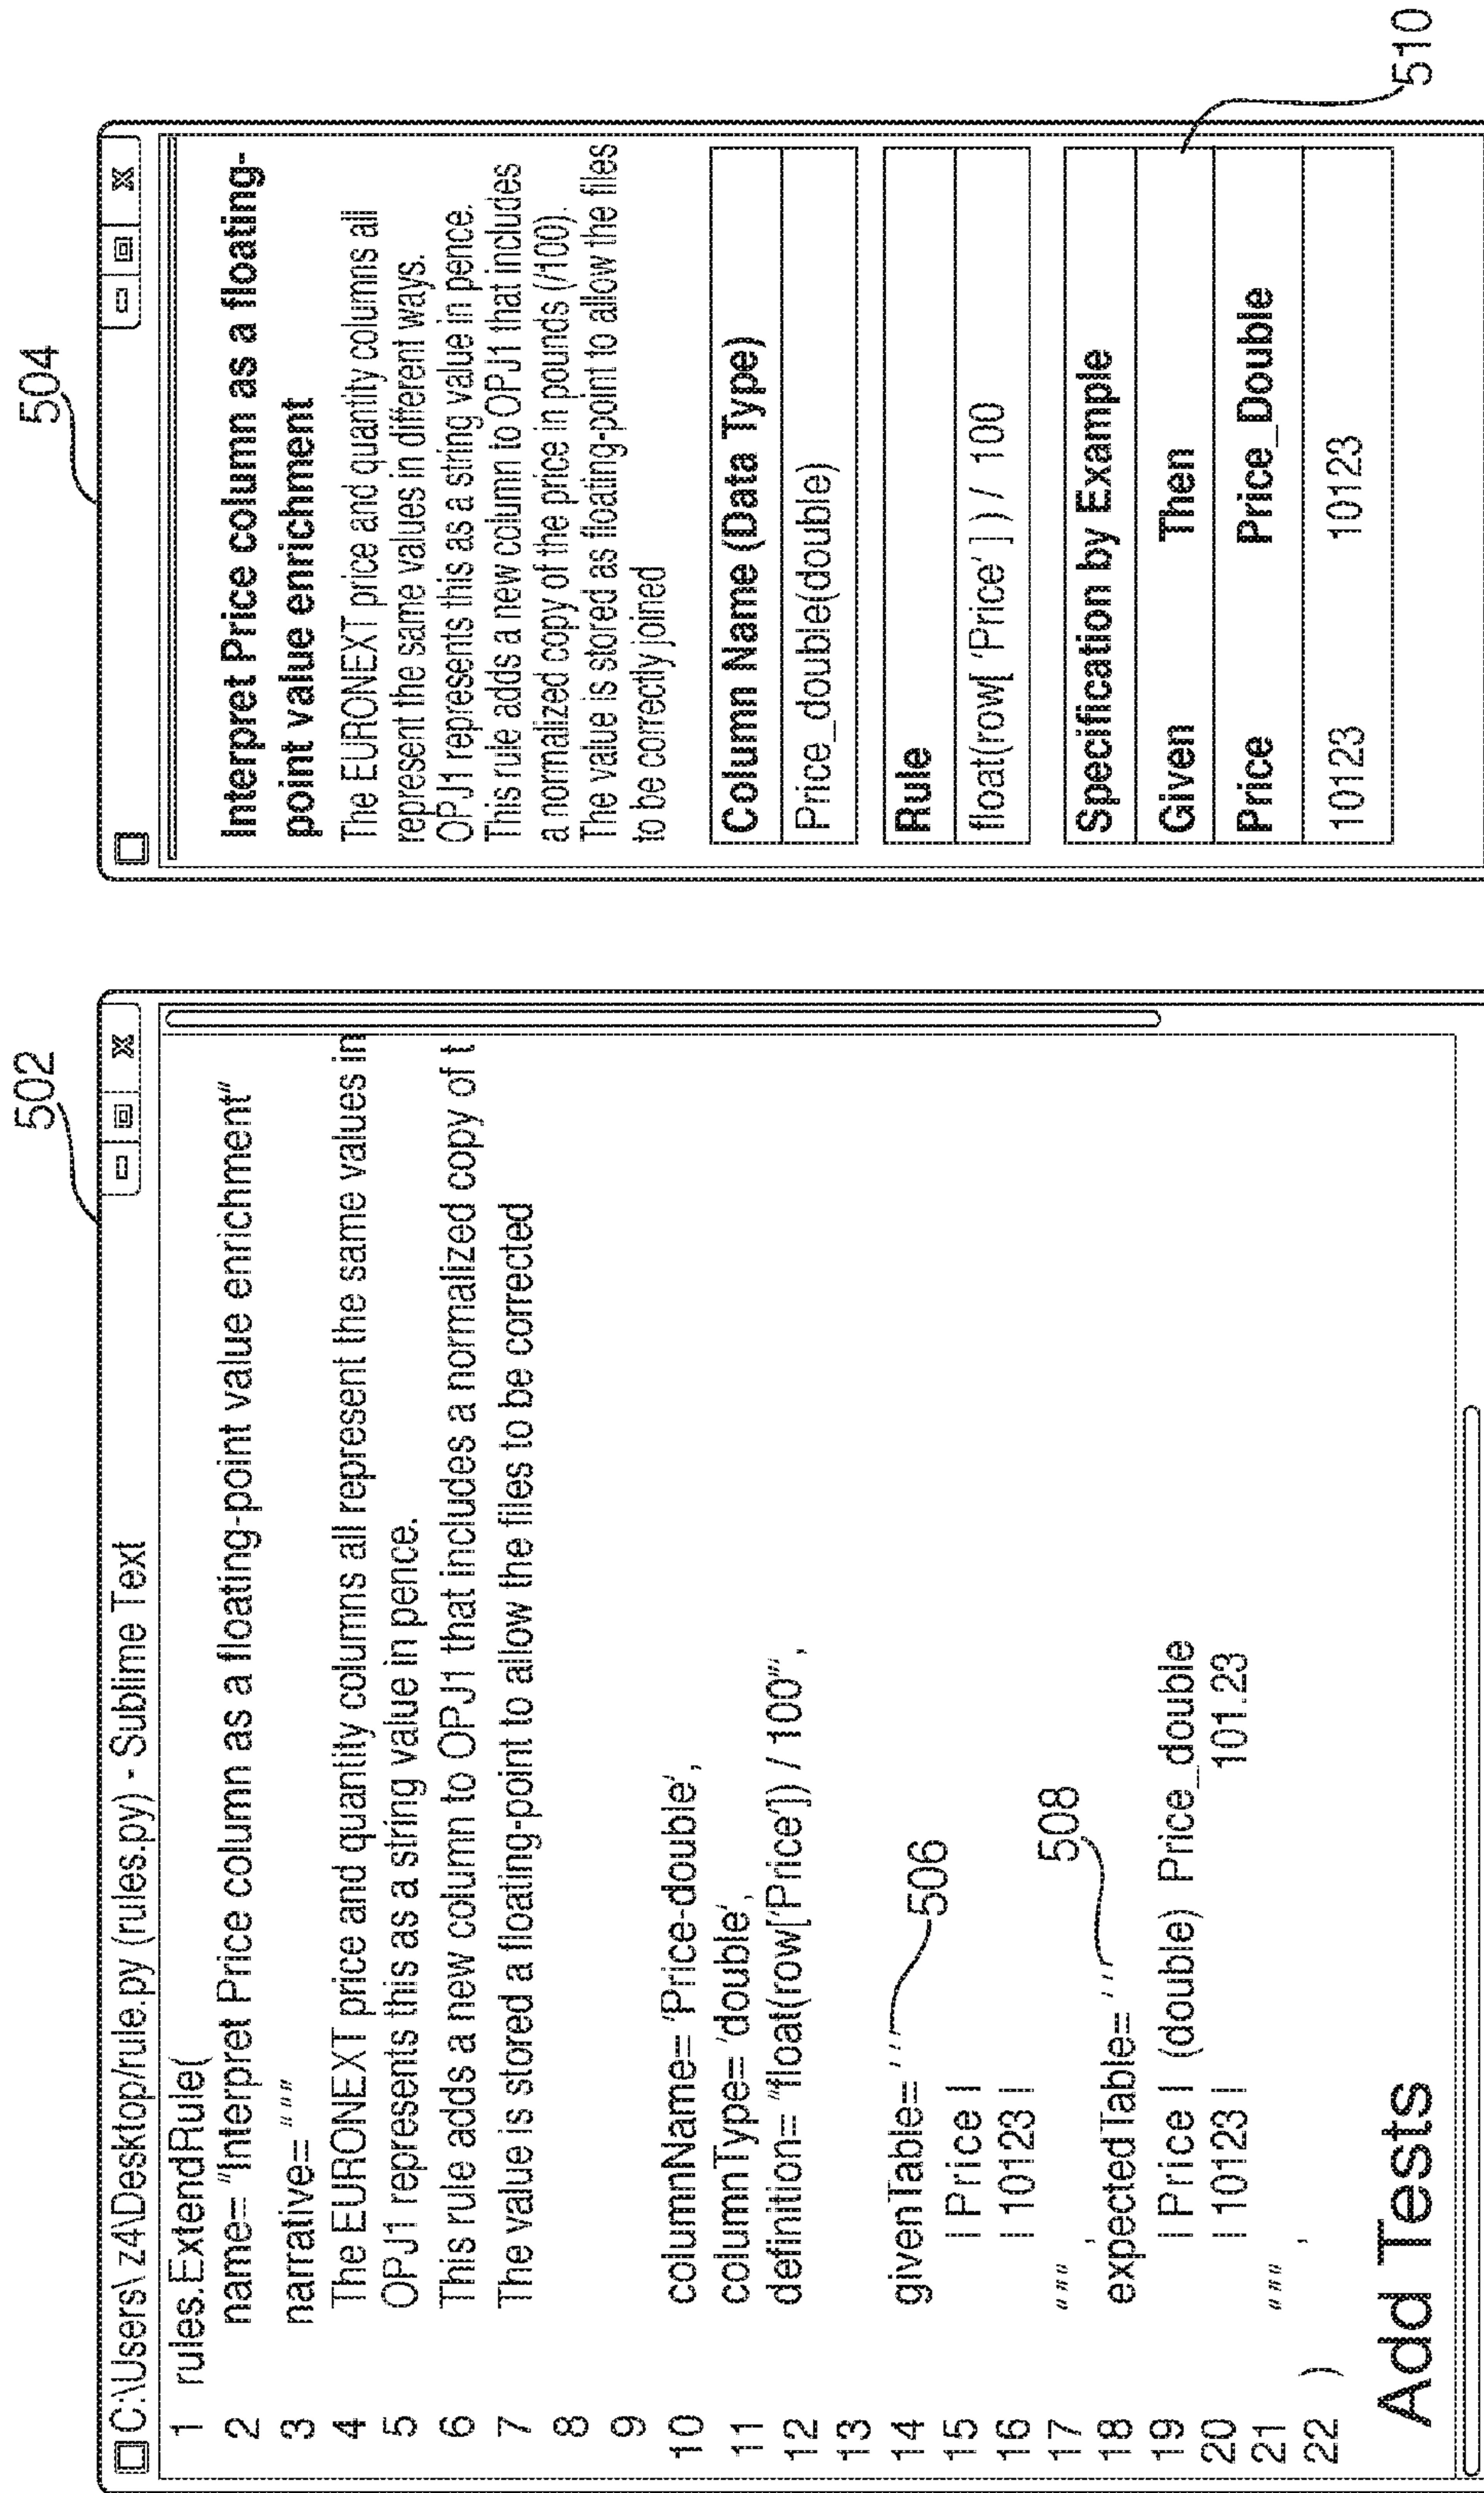 502
C:\Users\ z4\Desktop/rule.py (rules.py) - Sublime Text
1 rules.ExtendRule(
2 name= "Interpret Price column as a floating-point value enrichment"
3 narrative= """
4 The EURONEXT price and quantity columns all represent the same values in
5 OPJ1 represents this as a string value in pence.
6 This rule adds a new column to OPJ1 that includes a normalized copy of t
7 The value is stored a floating-point to allow the files to be corrected
8
9
10 columnName= 'Price-double',
11 columnType= 'double',
12 definition= "float(row['Price']) / 100'",
13
14 givenTable= ''' 506
15 | Price |
16 | 10123 |
17 """ , 508
18 expectedTable= '''
19 | Price | (double) Price_double
20 | 10123 | 101.23
21 """ ,
22 )
Add Tests
504
Interpret Price column as a floating-
point value enrichment
The EURONEXT price and quantity columns all
represent the same values in different ways.
OPJ1 represents this as a string value in pence.
This rule adds a new column to OPJ1 that includes
a normalized copy of the price in pounds (/100).
The value is stored as floating-point to allow the files
to be correctly joined
Column Name (Data Type)
Price_double(double)
Rule
float(row[ 'Price' ] ) / 100
Specification by Example
Given Then
Price Price_Double
10123 10123
510